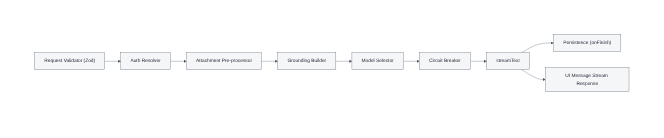 Request Validator (Zod)
Auth Resolver
Attachment Pre-processor
Grounding Builder
Model Selector
Circuit Breaker
streamText
Persistence (onFinish)
UI Message Stream
Response